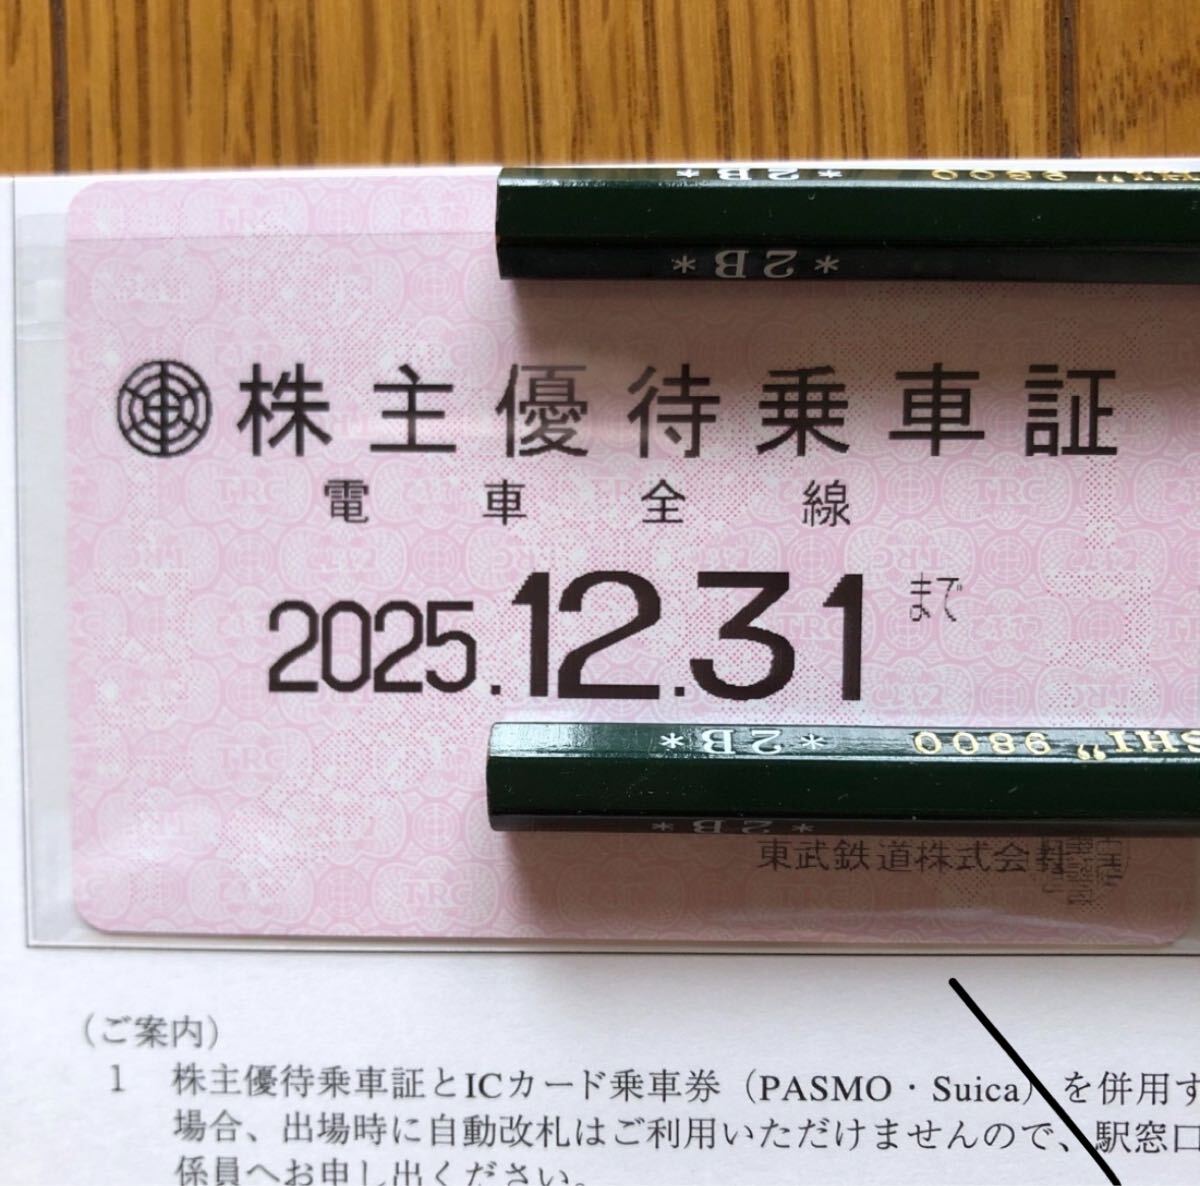 *2B* 9800
*2B*
株主優待乗車証
電車全線
2025.12.31まで
*2B* 9800 "
*2B*
東武鉄道株式会社
(ご案内)
1 株主優待乗車証とICカード乗車券(PASMO・Suica)を併用す
場合、出場時に自動改札はご利用いただけませんので、駅窓口
係員へお申し出ください。